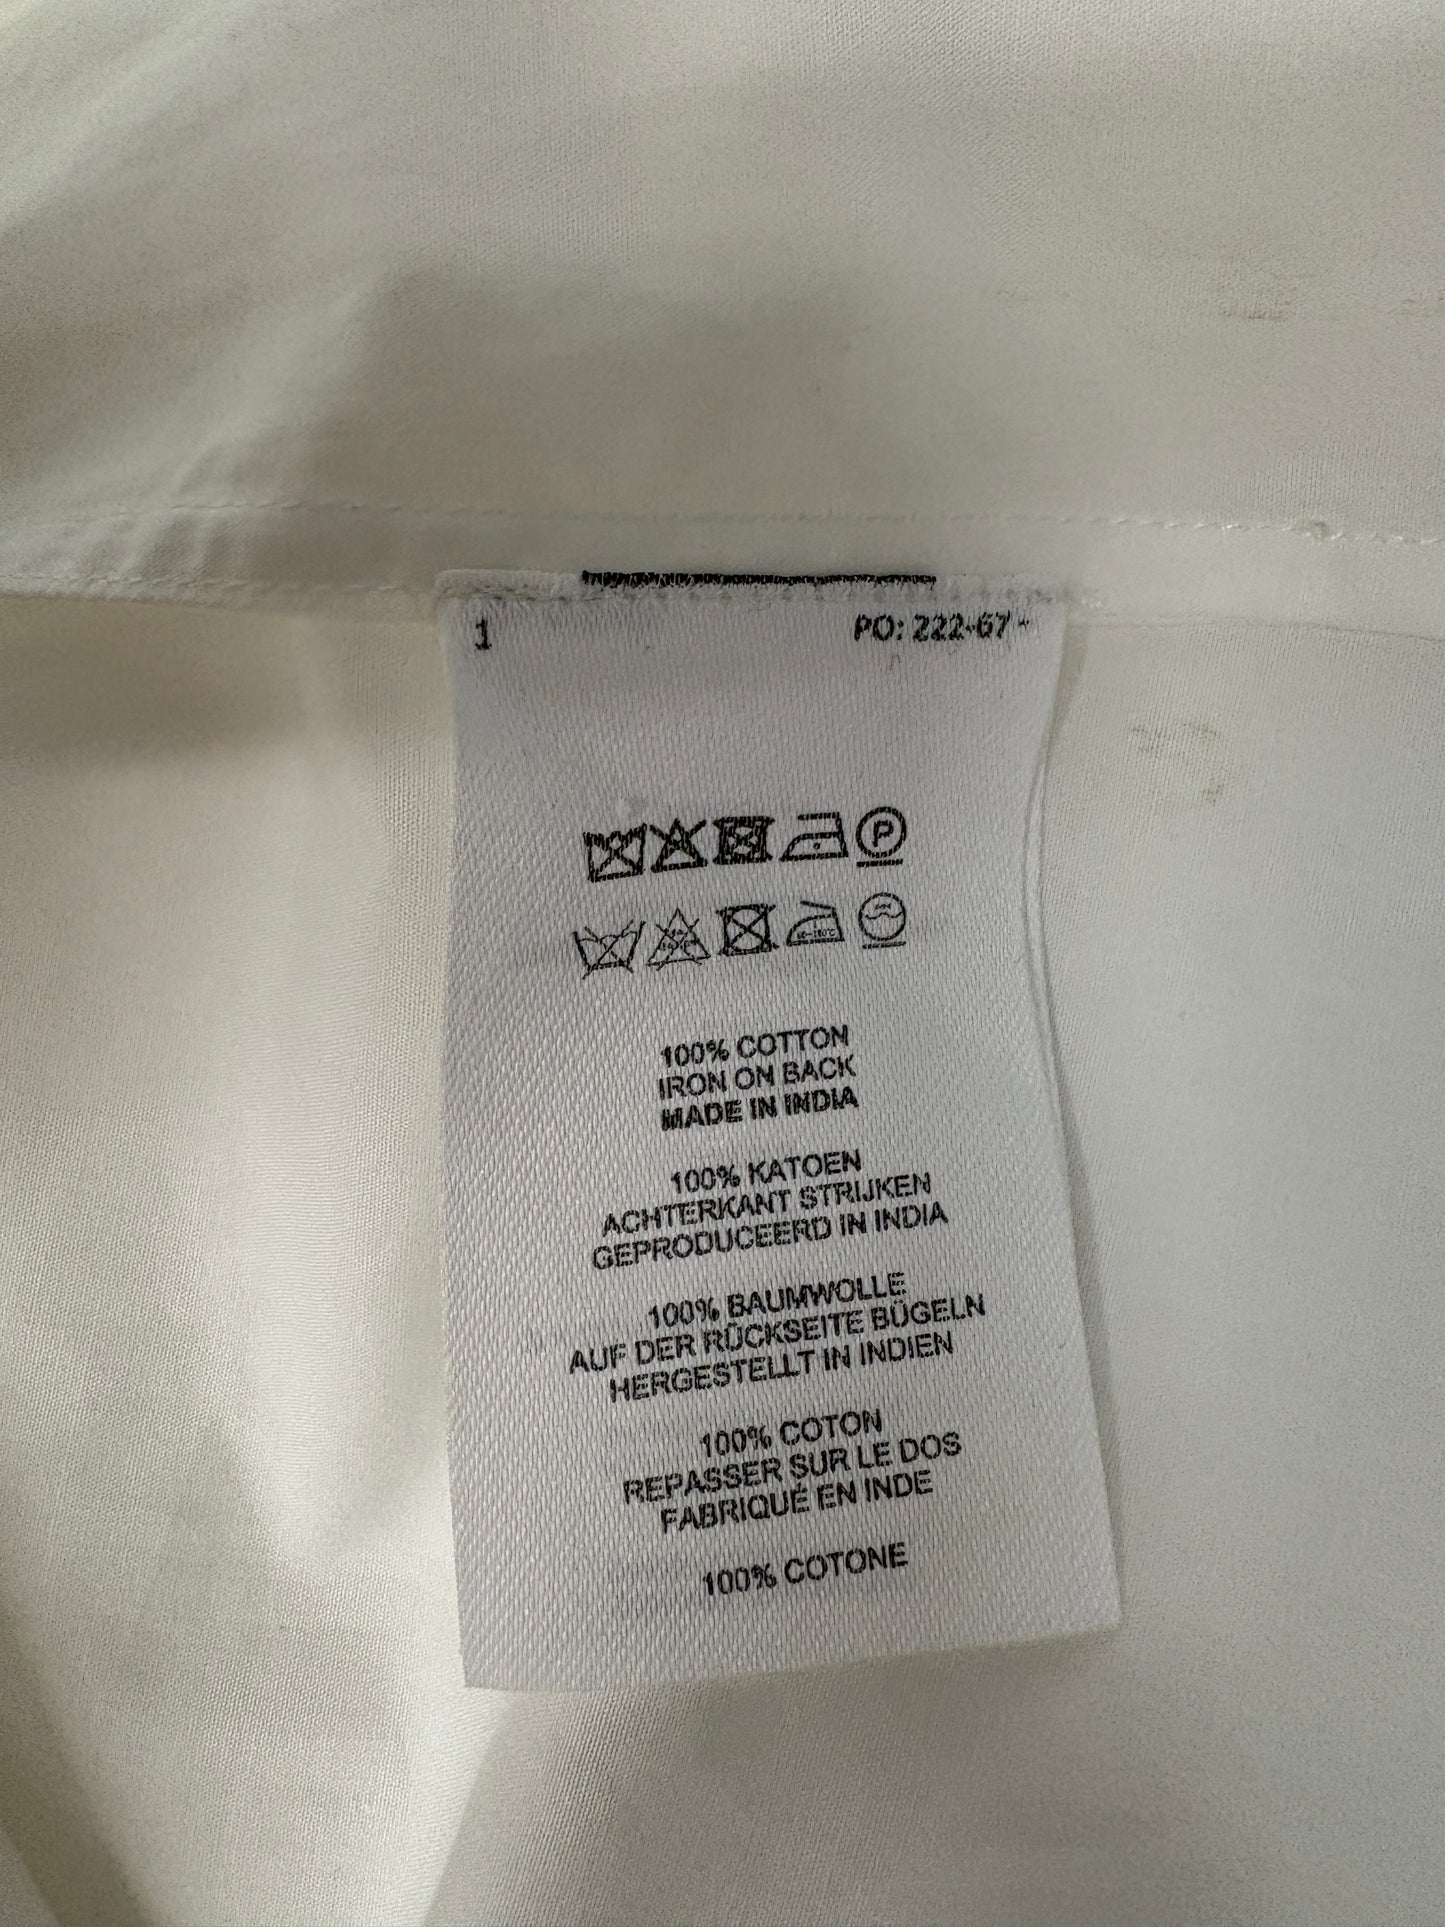 1 PO: 222-67
P
100% COTTON
IRON ON BACK
MADE IN INDIA
100% KATOEN
ACHTERKANT STRIJKEN
GEPRODUCEERD IN INDIA
100% BAUMWOLLE
AUF DER RÜCKSEITE BÜGELN
HERGESTELLT IN INDIEN
100% COTON
REPASSER SUR LE DOS
FABRIQUÉ EN INDE
100% COTONE